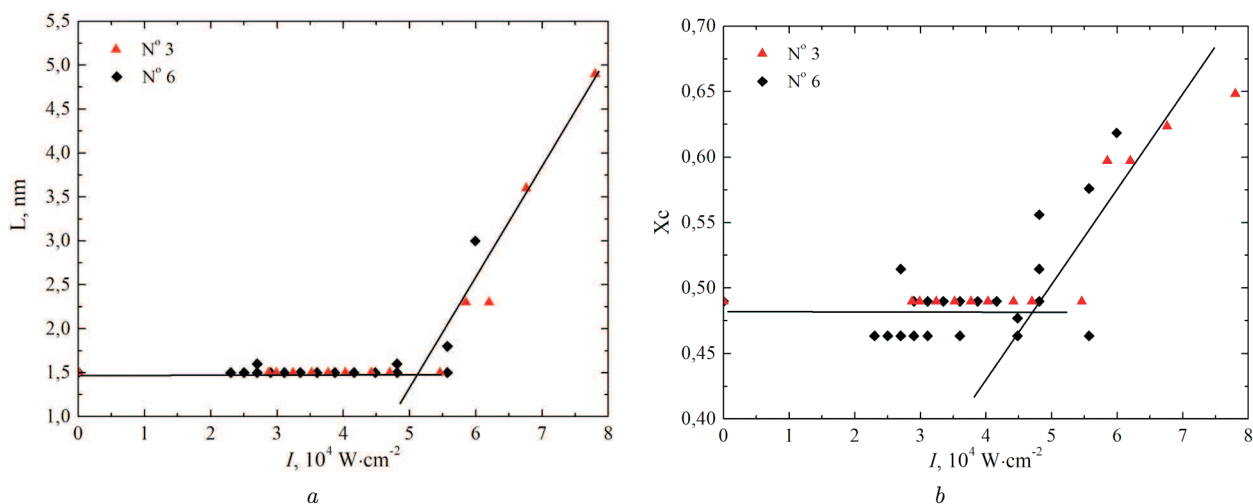 5,5
5,0
4,5
4,0
3,5
3,0
2,5
2,0
1,5
1,0
L, nm
N° 3
N° 6
0 2 3 4 5 6 7 8
I, 10⁴ W·cm⁻²
a
0,70
0,65
0,60
0,55
0,50
0,45
0,40
Xc
N° 3
N° 6
0 2 3 4 5 6 7 8
I, 10⁴ W·cm⁻²
b